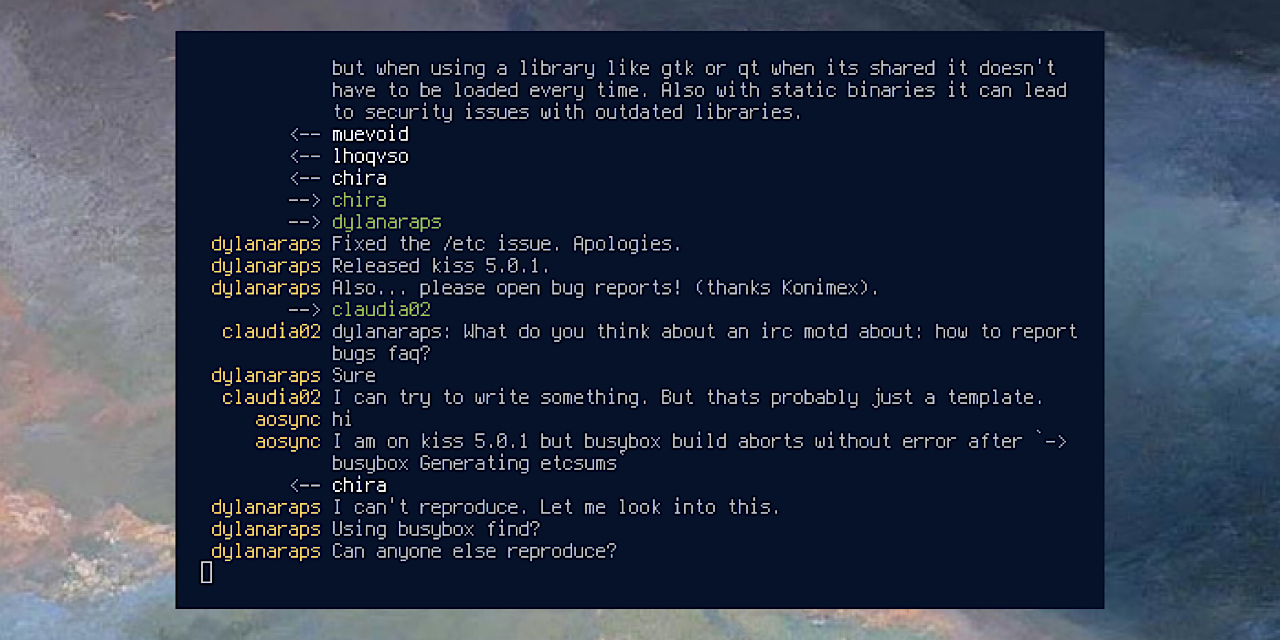 but when using a library like gtk or qt when its shared it doesn't
have to be loaded every time. Also with static binaries it can lead
to security issues with outdated libraries.
<-- muevoid
<-- lhoqvso
<-- chira
--> chira
--> dylanaraps
dylanaraps Fixed the /etc issue. Apologies.
dylanaraps Released kiss 5.0.1.
dylanaraps Also... please open bug reports! (thanks Konimex).
--> claudia02
claudia02 dylanaraps: What do you think about an irc motd about: how to report
bugs faq?
dylanaraps Sure
claudia02 I can try to write something. But thats probably just a template.
aosync hi
aosync I am on kiss 5.0.1 but busybox build aborts without error after `->
busybox Generating etcsums`
<-- chira
dylanaraps I can't reproduce. Let me look into this.
dylanaraps Using busybox find?
dylanaraps Can anyone else reproduce?